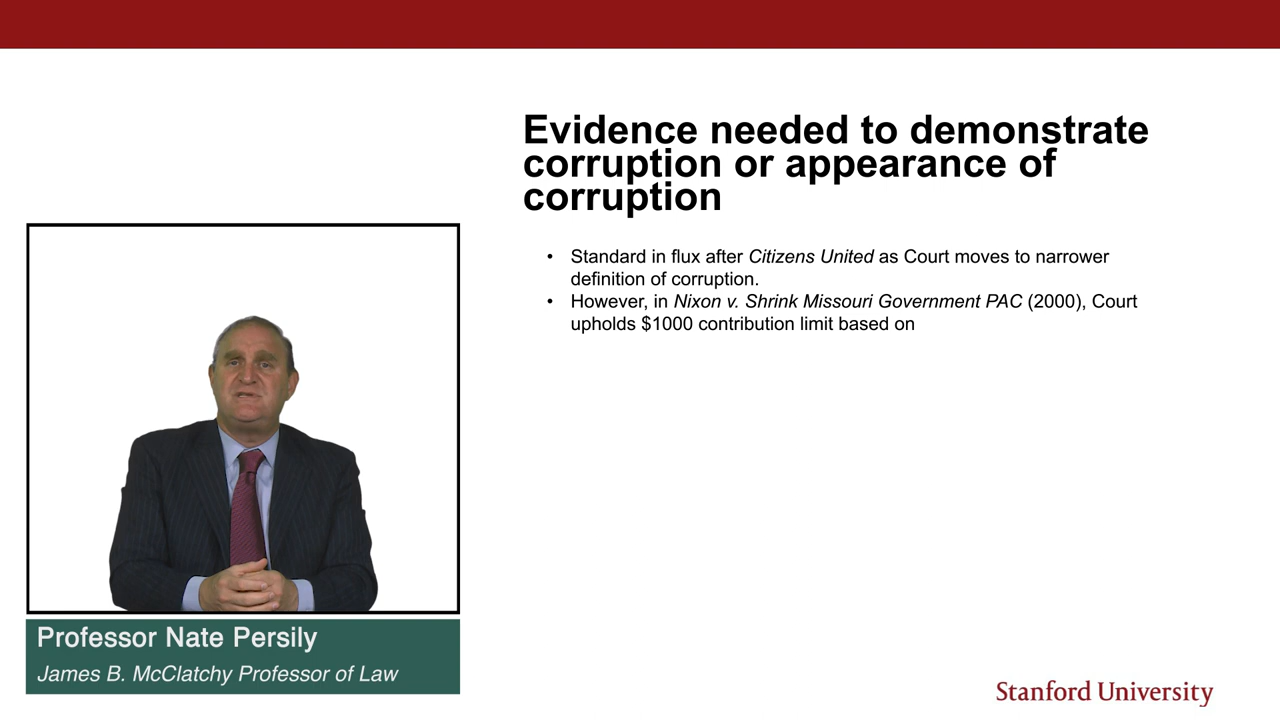 Evidence needed to demonstrate
corruption or appearance of
corruption
• Standard in flux after Citizens United as Court moves to narrower
definition of corruption.
• However, in Nixon v. Shrink Missouri Government PAC (2000), Court
upholds $1000 contribution limit based on
Professor Nate Persily
James B. McClatchy Professor of Law
Stanford University